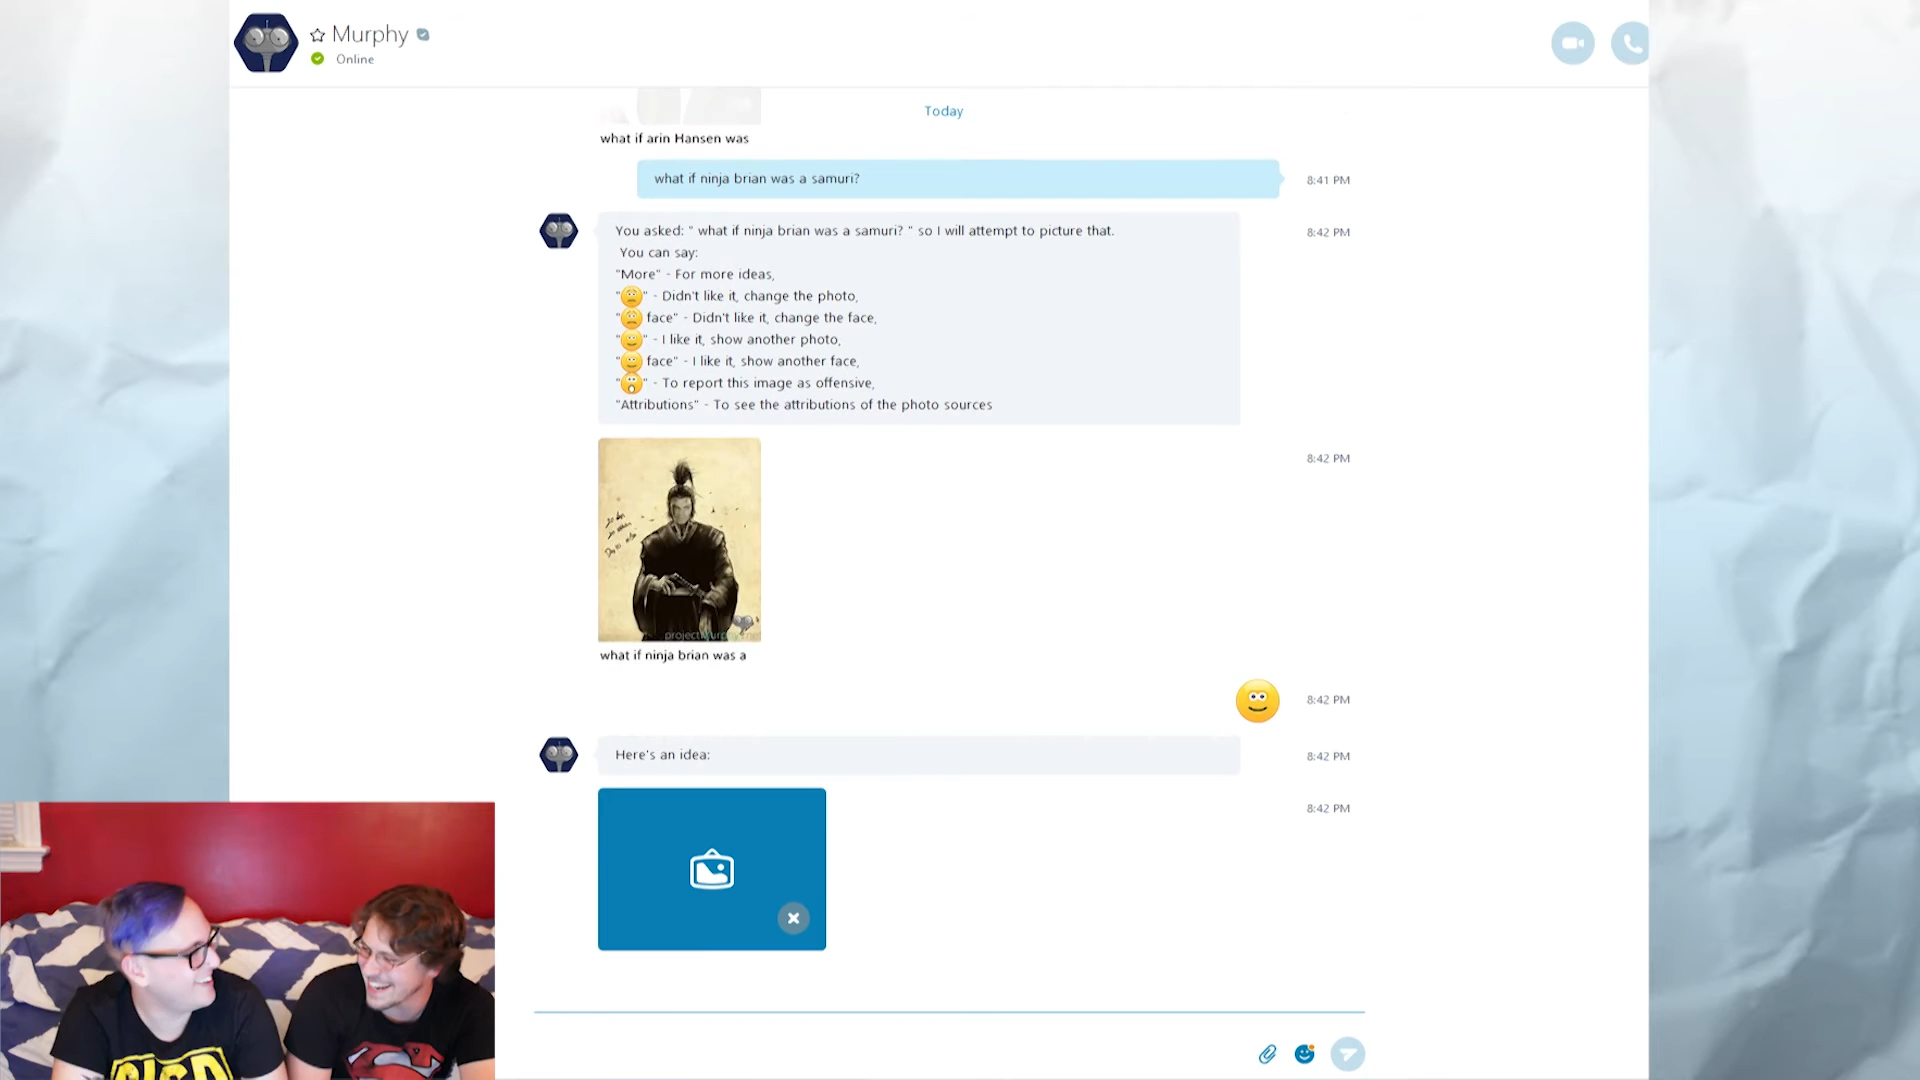 Murphy
Online
Today
what if arin Hansen was
what if ninja brian was a samuri?
8:41 PM
You asked: " what if ninja brian was a samuri? " so I will attempt to picture that.
8:42 PM
You can say:
"More" - For more ideas,
"" - Didn't like it, change the photo,
" face" - Didn't like it, change the face,
"" - I like it, show another photo,
" face" - I like it, show another face,
"" - To report this image as offensive,
"Attributions" - To see the attributions of the photo sources
8:42 PM
what if ninja brian was a
8:42 PM
Here's an idea:
8:42 PM
8:42 PM